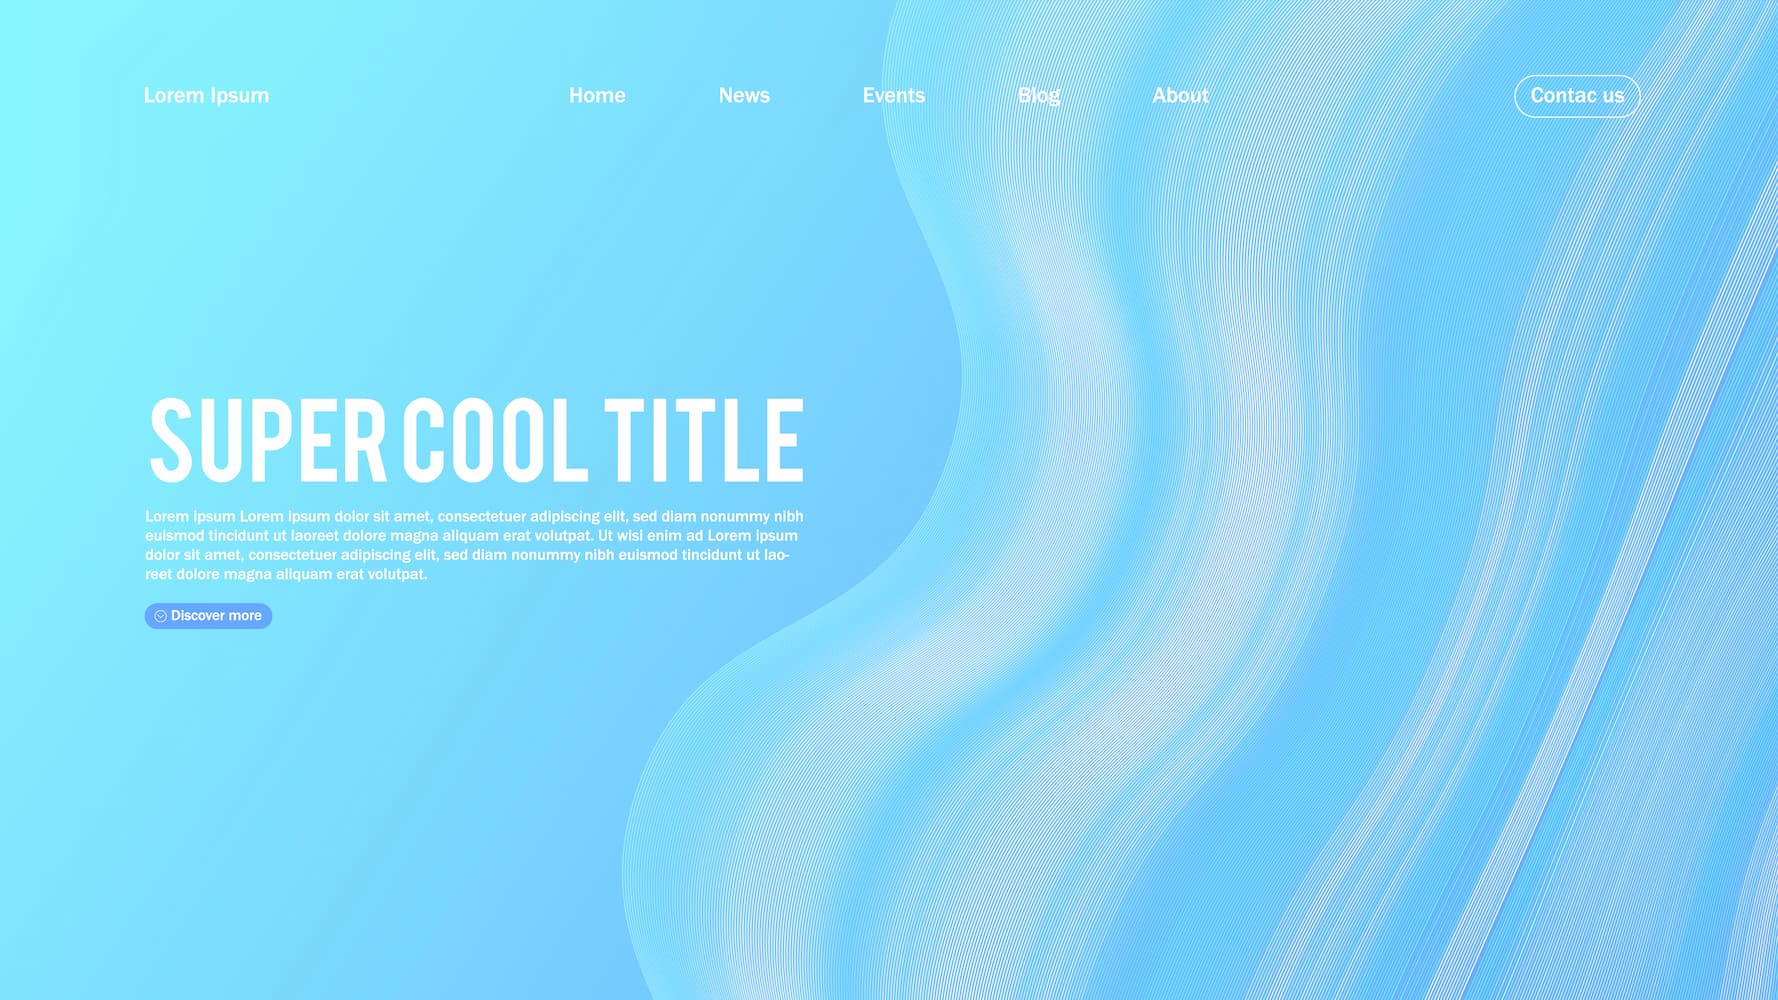 Lorem Ipsum Home News Events Blog About Contac us
SUPER COOL TITLE
Lorem ipsum Lorem ipsum dolor sit amet, consectetuer adipiscing elit, sed diam nonummy nibh
euismod tincidunt ut laoreet dolore magna aliquam erat volutpat. Ut wisi enim ad Lorem ipsum
dolor sit amet, consectetuer adipiscing elit, sed diam nonummy nibh euismod tincidunt ut lao-
reet dolore magna aliquam erat volutpat.
Discover more